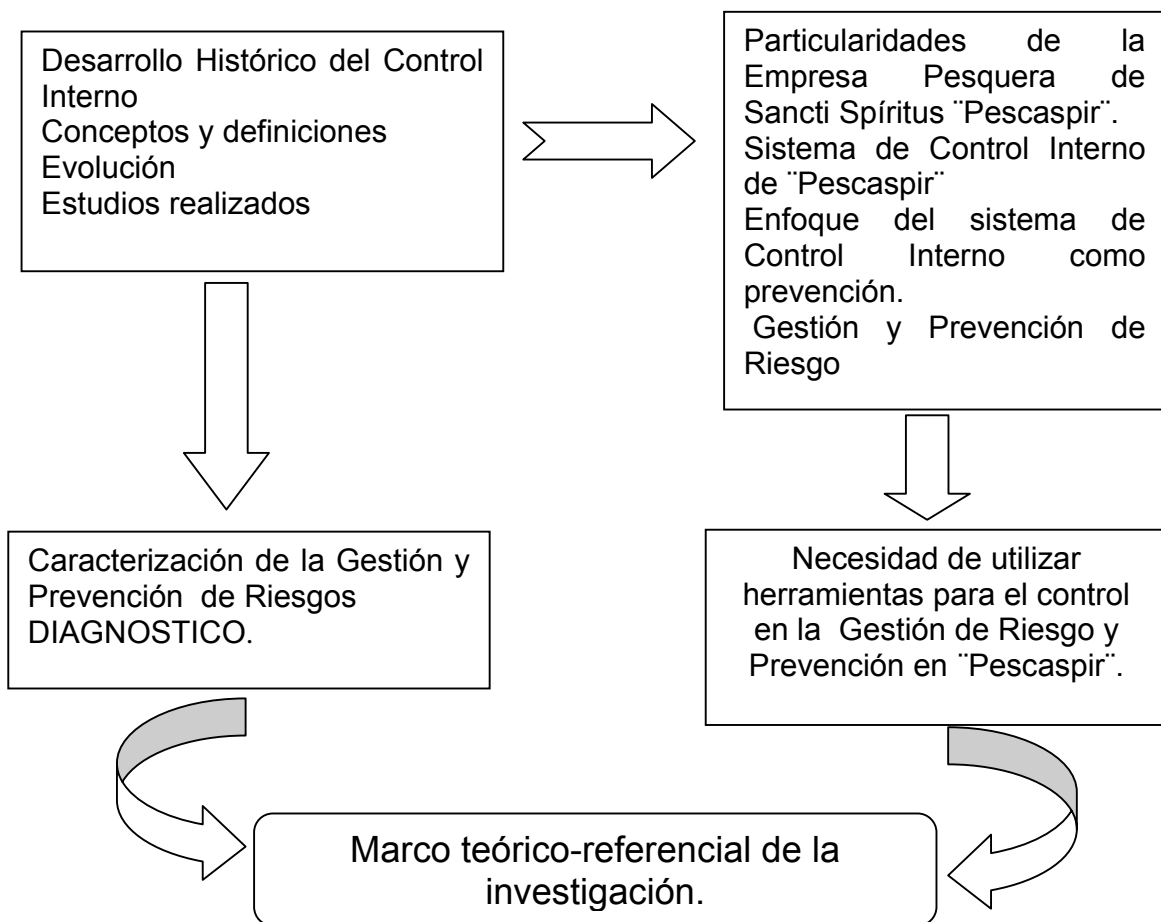 Desarrollo Histórico del Control
Interno
Conceptos y definiciones
Evolución
Estudios realizados
Particularidades de la
Empresa Pesquera de
Sancti Spíritus ¨Pescaspir¨.
Sistema de Control Interno
de ¨Pescaspir¨
Enfoque del sistema de
Control Interno como
prevención.
Gestión y Prevención de
Riesgo
Caracterización de la Gestión y
Prevención de Riesgos
DIAGNOSTICO.
Necesidad de utilizar
herramientas para el control
en la Gestión de Riesgo y
Prevención en ¨Pescaspir¨.
Marco teórico-referencial de la
investigación.